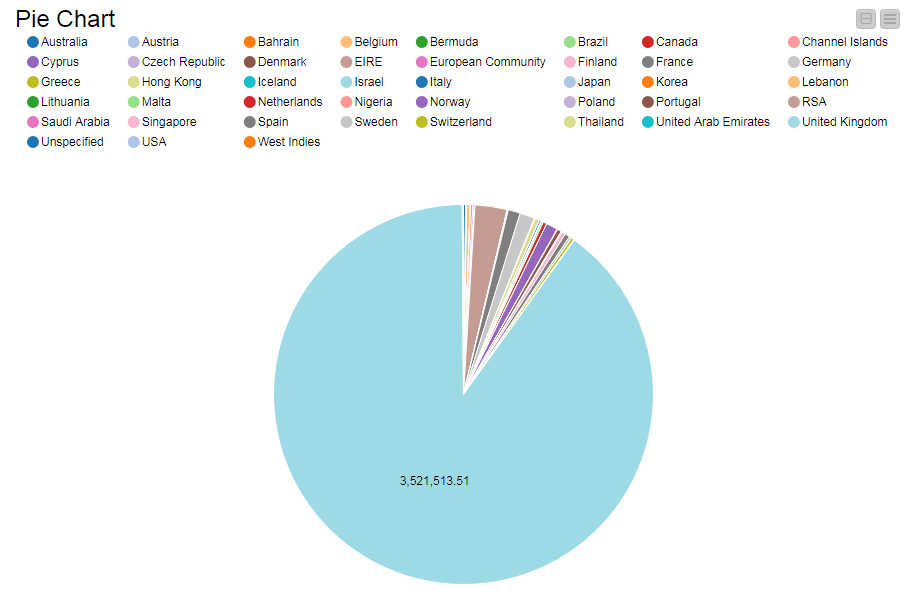 Pie Chart
Australia Austria Bahrain Belgium Bermuda Brazil Canada Channel Islands
Cyprus Czech Republic Denmark EIRE European Community Finland France Germany
Greece Hong Kong Iceland Israel Italy Japan Korea Lebanon
Lithuania Malta Netherlands Nigeria Norway Poland Portugal RSA
Saudi Arabia Singapore Spain Sweden Switzerland Thailand United Arab Emirates United Kingdom
Unspecified USA West Indies
3,521,513.51